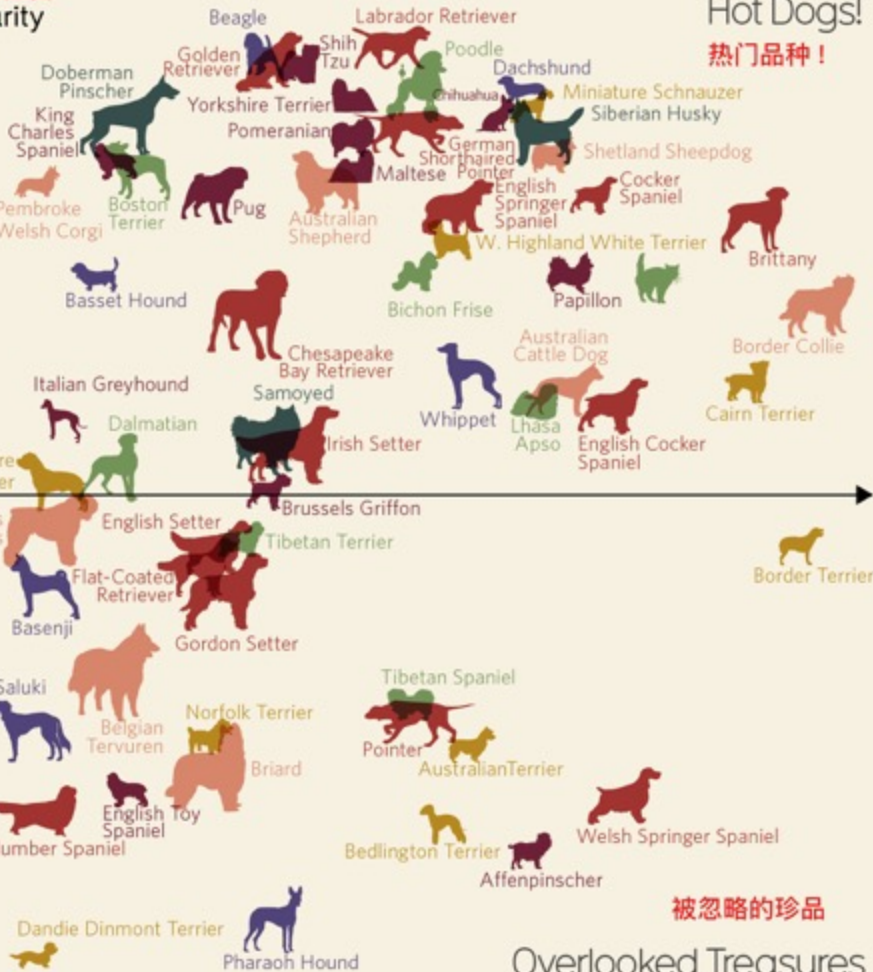 rity
Hot Dogs!
热门品种！
Beagle
Labrador Retriever
Golden
Retriever
Shih
Tzu
Poodle
Doberman
Pinscher
Dachshund
Yorkshire Terrier
Chihuahua
Miniature Schnauzer
Siberian Husky
King
Charles
Spaniel
Pomeranian
German
Shorthaired
Pointer
Shetland Sheepdog
Maltese
Pembroke
Welsh Corgi
Boston
Terrier
Pug
Australian
Shepherd
English
Springer
Spaniel
Cocker
Spaniel
W. Highland White Terrier
Brittany
Basset Hound
Bichon Frise
Papillon
Chesapeake
Bay Retriever
Australian
Cattle Dog
Border Collie
Italian Greyhound
Samoyed
Whippet
Lhasa
Apso
English Cocker
Spaniel
Cairn Terrier
Dalmatian
Irish Setter
re
er
Brussels Griffon
English Setter
Tibetan Terrier
Flat-Coated
Retriever
Border Terrier
Basenji
Gordon Setter
Saluki
Belgian
Tervuren
Norfolk Terrier
Briard
Tibetan Spaniel
Pointer
AustralianTerrier
English Toy
Spaniel
umber Spaniel
Bedlington Terrier
Welsh Springer Spaniel
Affenpinscher
被忽略的珍品
Dandie Dinmont Terrier
Pharaoh Hound
Overlooked Treasures